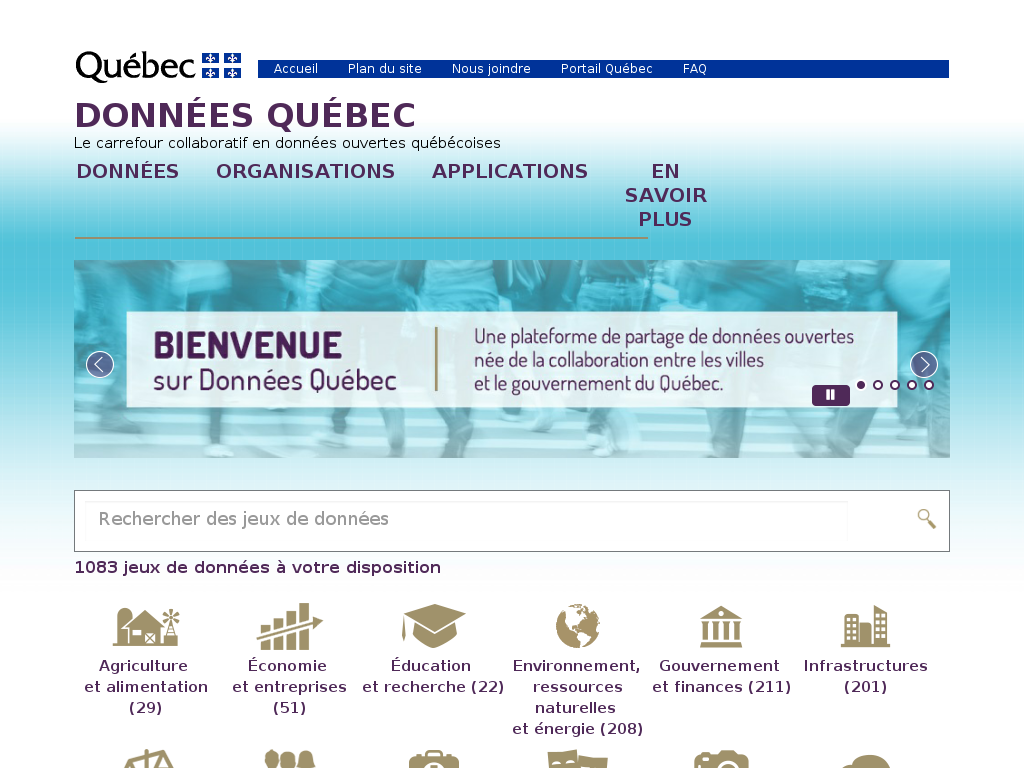 Québec
Accueil Plan du site Nous joindre Portail Québec FAQ
DONNÉES QUÉBEC
Le carrefour collaboratif en données ouvertes québécoises
DONNÉES ORGANISATIONS APPLICATIONS EN
SAVOIR
PLUS
BIENVENUE
sur Données Québec
Une plateforme de partage de données ouvertes
née de la collaboration entre les villes
et le gouvernement du Québec.
Rechercher des jeux de données
1083 jeux de données à votre disposition
Agriculture
et alimentation
(29)
Économie
et entreprises
(51)
Éducation
et recherche (22)
Environnement,
ressources
naturelles
et énergie (208)
Gouvernement
et finances (211)
Infrastructures
(201)